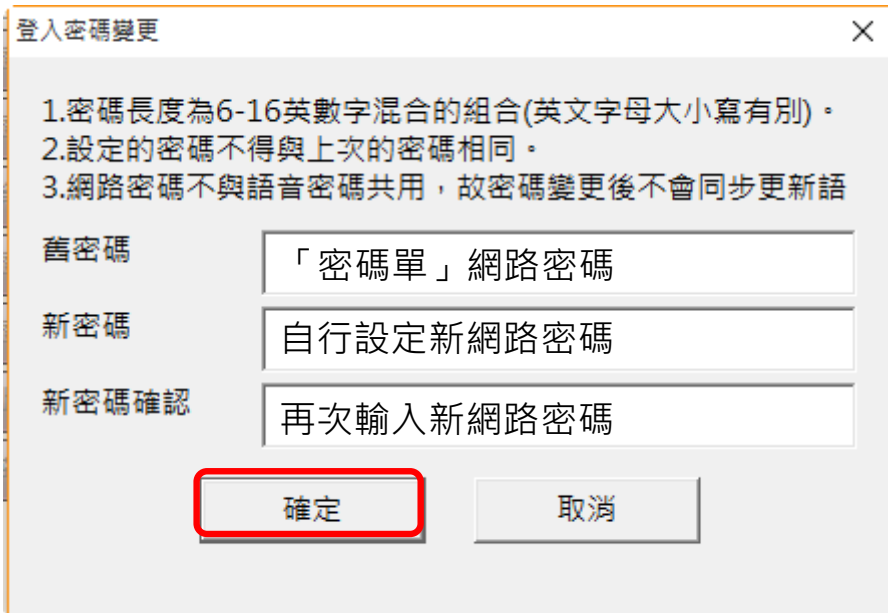 登入密碼變更
1.密碼長度為6-16英數字混合的組合(英文字母大小寫有別)。
2.設定的密碼不得與上次的密碼相同。
3.網路密碼不與語音密碼共用，故密碼變更後不會同步更新語
舊密碼
「密碼單」網路密碼
新密碼
自行設定新網路密碼
新密碼確認
再次輸入新網路密碼
確定
取消